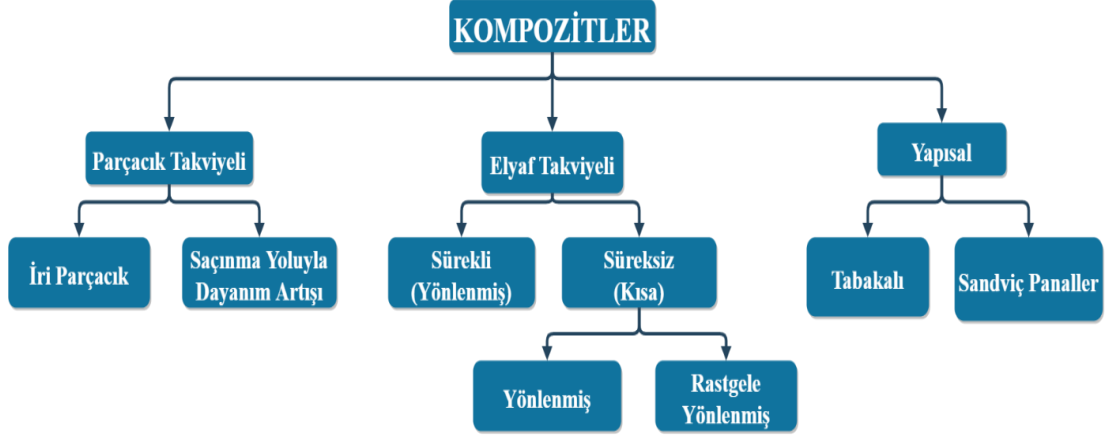 KOMPOZİTLER
Parçacık Takviyeli
Elyaf Takviyeli
Yapısal
İri Parçacık
Saçınma Yoluyla
Dayanım Artışı
Sürekli
(Yönlenmiş)
Süreksiz
(Kısa)
Tabakalı
Sandviç Panaller
Yönlenmiş
Rastgele
Yönlenmiş